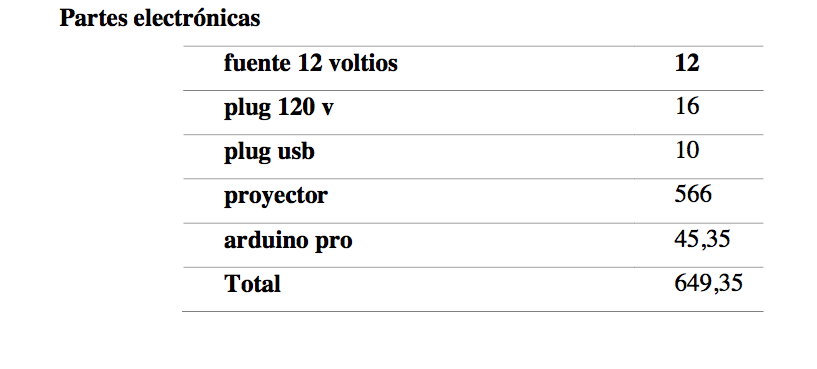 Partes electrónicas
fuente 12 voltios 12
plug 120 v 16
plug usb 10
proyector 566
arduino pro 45,35
Total 649,35